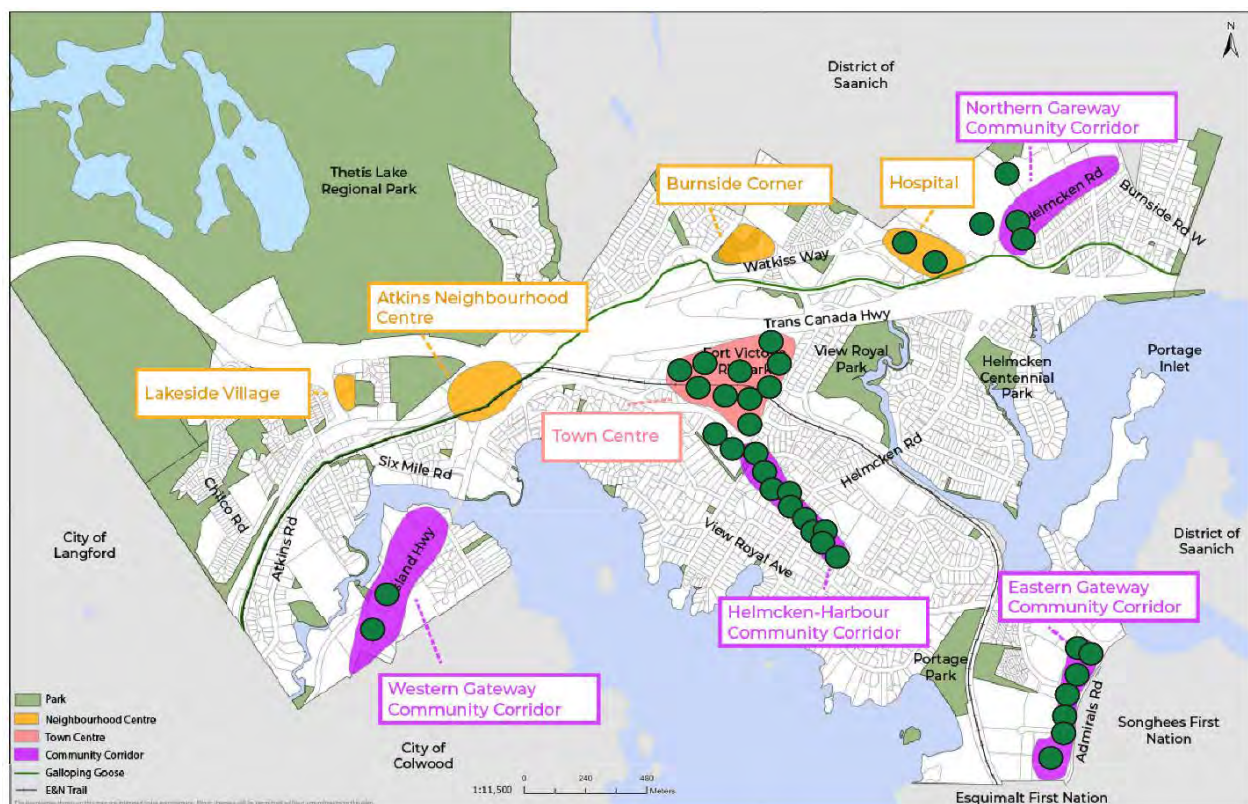 N
District of
Saanich
Northern Gareway
Community Corridor
Thetis Lake
Regional Park
Burnside Corner
Hospital
Helmcken Rd
Burnside Rd W
Watkiss Way
Atkins Neighbourhood
Centre
Trans Canada Hwy
Fort Victoria
View Royal
Park
Helmcken
Centennial
Park
Portage
Inlet
Lakeside Village
Town Centre
Six Mile Rd
Chilco Rd
Helmcken Rd
City of
Langford
Atkins Rd
Island Hwy
View Royal Ave
District of
Saanich
Eastern Gateway
Community Corridor
Helmcken-Harbour
Community Corridor
Portage
Park
Western Gateway
Community Corridor
Admirals Rd
Songhees First
Nation
City of
Colwood
Park
Neighbourhood Centre
Town Centre
Community Corridor
Galloping Goose
E&N Trail
0 240 480
1:11,500 Meters
Esquimalt First Nation